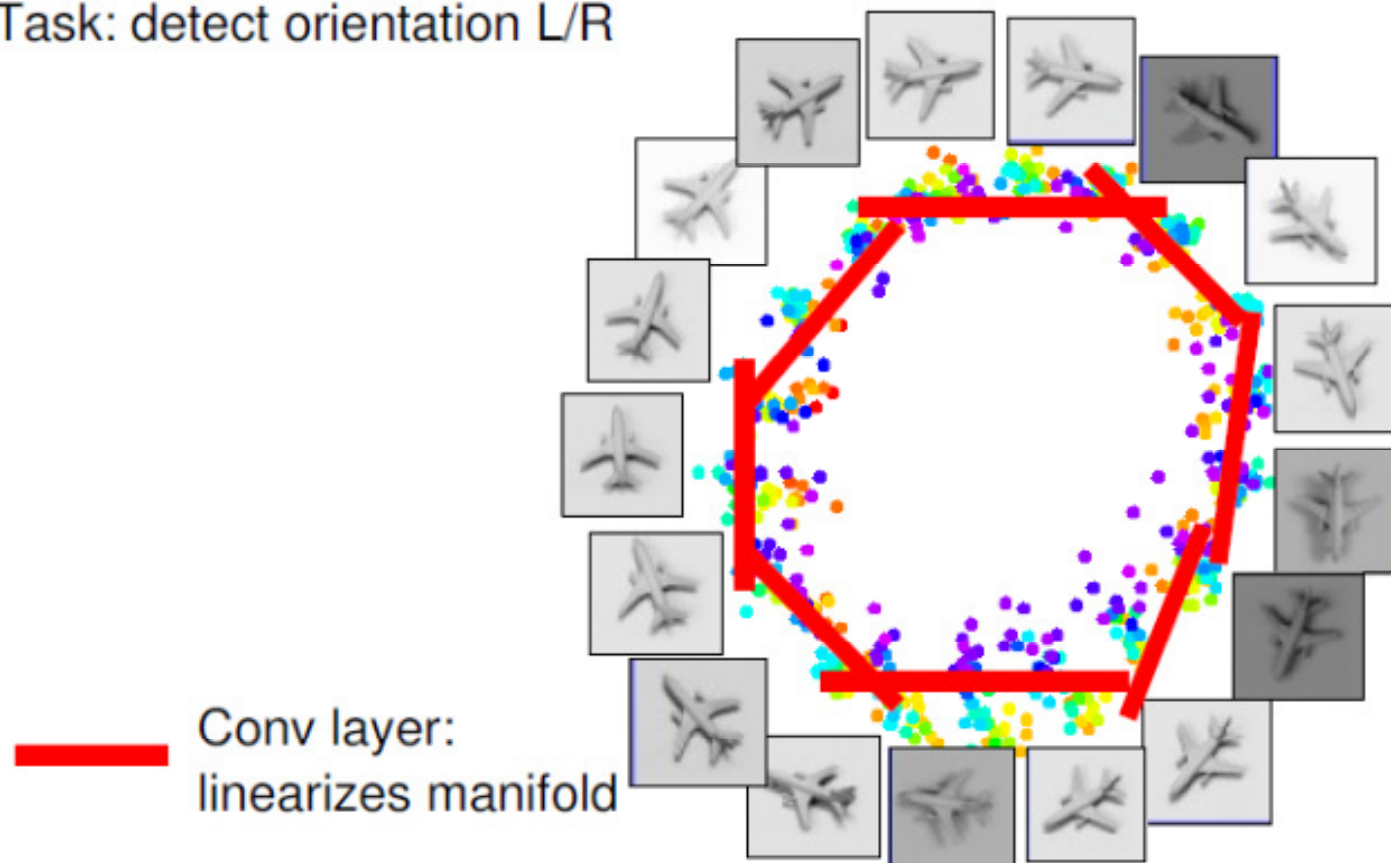 Task: detect orientation L/R
Conv layer:
linearizes manifold